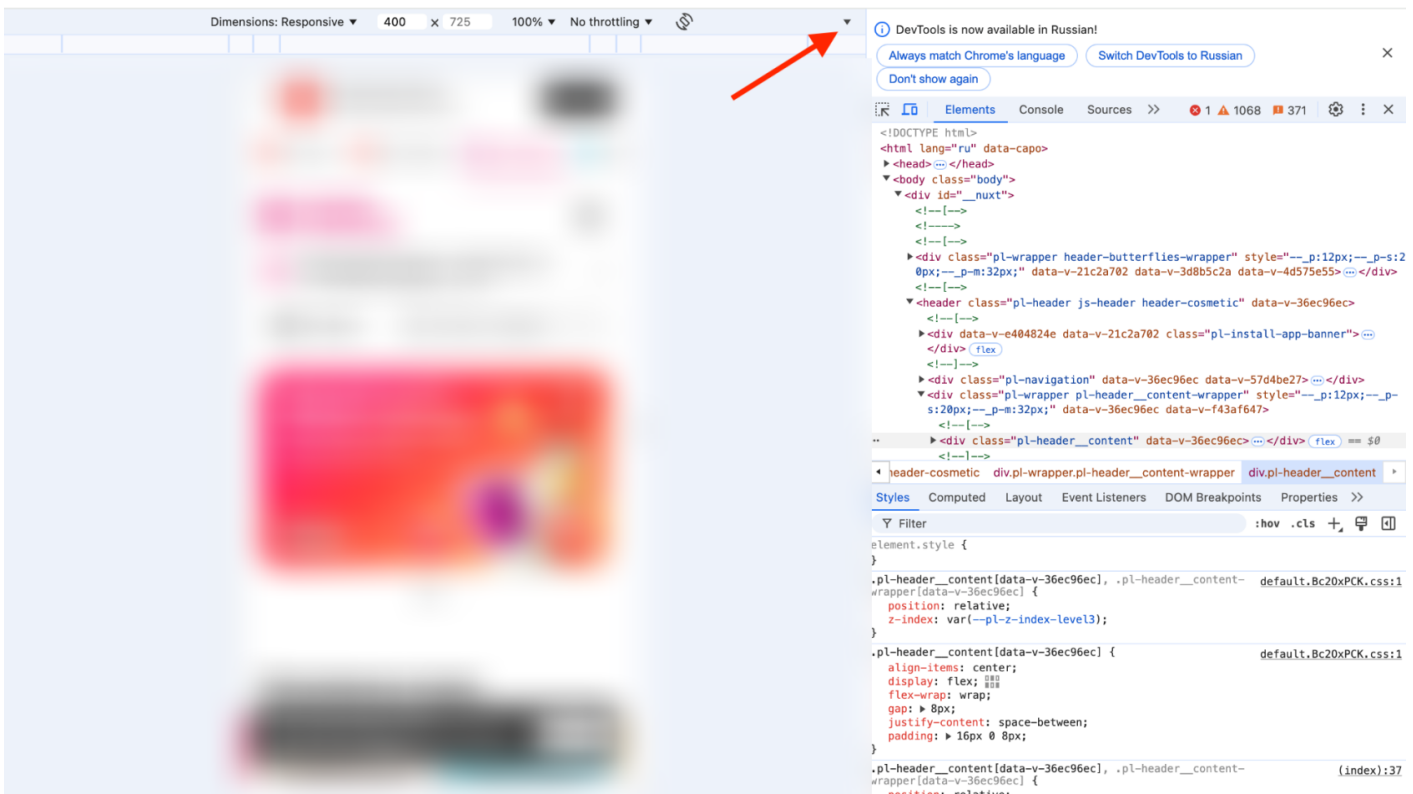 Dimensions: Responsive ▼ 400 x 725 100% ▼ No throttling ▼
DevTools is now available in Russian!
Always match Chrome's language Switch DevTools to Russian
Don't show again
Elements Console Sources >> 1 1068 371
<!DOCTYPE html>
<html lang="ru" data-capo>
<head> </head>
<body class="body">
<div id="__nuxt">
<!--[-->
<!---->
<!--[-->
<div class="pl-wrapper header-butterflies-wrapper" style="--_p:12px;--_p-s:2
0px;--_p-m:32px;" data-v-21c2a702 data-v-3d8b5c2a data-v-4d575e55> </div>
<!--[-->
<header class="pl-header js-header header-cosmetic" data-v-36ec96ec>
<!--[-->
<div data-v-e404824e data-v-21c2a702 class="pl-install-app-banner">
</div> flex
<!--]-->
<div class="pl-navigation" data-v-36ec96ec data-v-57d4be27> </div>
<div class="pl-wrapper pl-header__content-wrapper" style="--_p:12px;--_p-
s:20px;--_p-m:32px;" data-v-36ec96ec data-v-f43af647>
<!--[-->
<div class="pl-header__content" data-v-36ec96ec> </div> flex == $0
<!--]-->
header-cosmetic div.pl-wrapper.pl-header__content-wrapper div.pl-header__content
Styles Computed Layout Event Listeners DOM Breakpoints Properties >>
Filter :hov .cls
element.style {
}
.pl-header__content[data-v-36ec96ec], .pl-header__content- default.Bc2OxPCK.css:1
wrapper[data-v-36ec96ec] {
position: relative;
z-index: var(--pl-z-index-level3);
}
.pl-header__content[data-v-36ec96ec] { default.Bc2OxPCK.css:1
align-items: center;
display: flex;
flex-wrap: wrap;
gap: 8px;
justify-content: space-between;
padding: 16px 0 8px;
}
.pl-header__content[data-v-36ec96ec], .pl-header__content- (index):37
wrapper[data-v-36ec96ec] {
position: relative;